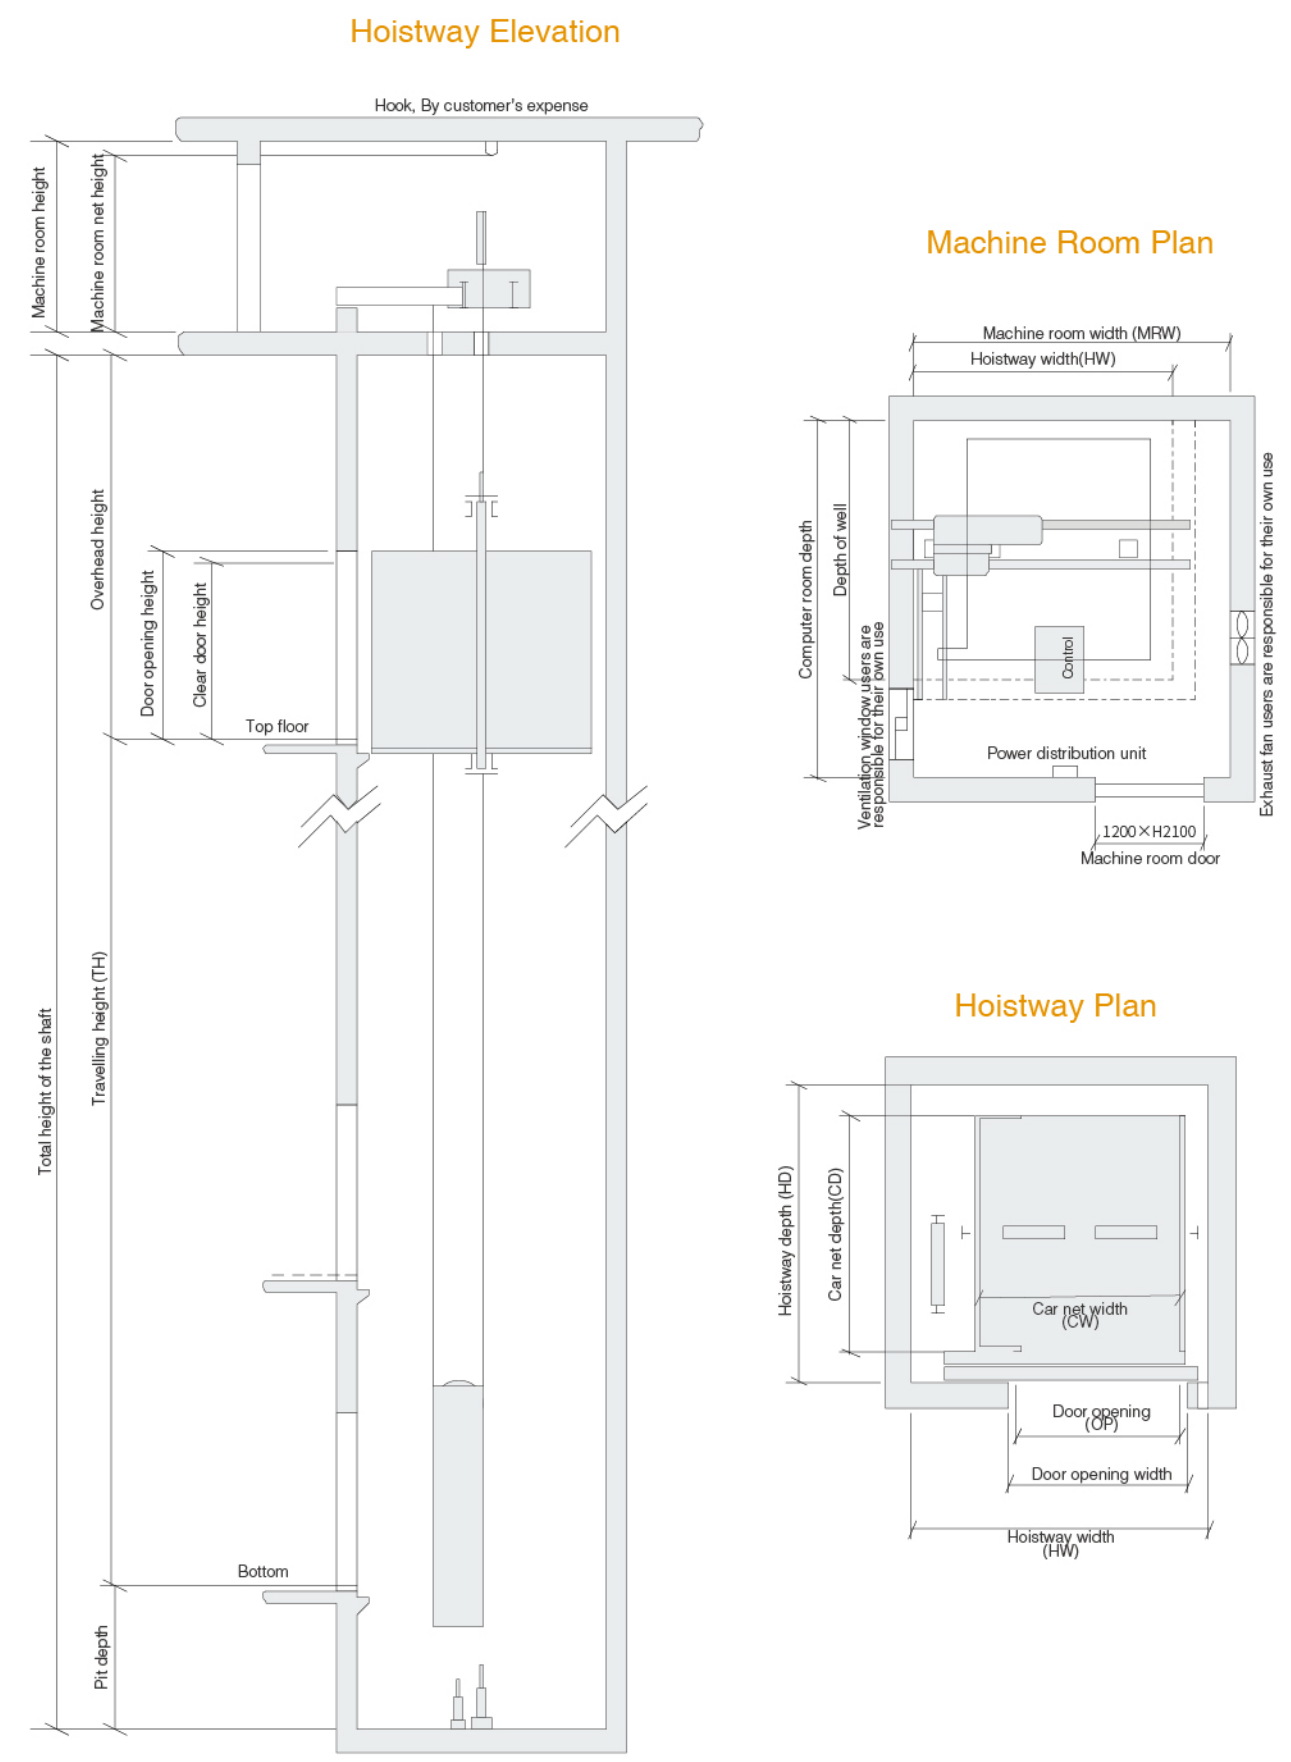 Hoistway Elevation
Hook, By customer's expense
Machine room height
Machine room net height
Overhead height
Door opening height
Clear door height
Top floor
Travelling height (TH)
Total height of the shaft
Bottom
Pit depth
Machine Room Plan
Machine room width (MRW)
Hoistway width(HW)
Computer room depth
Depth of well
Ventilation window users are
responsible for their own use
Control
Exhaust fan users are responsible for their own use
Power distribution unit
1200×H2100
Machine room door
Hoistway Plan
Hoistway depth (HD)
Car net depth(CD)
Car net width
(CW)
Door opening
(OP)
Door opening width
Hoistway width
(HW)